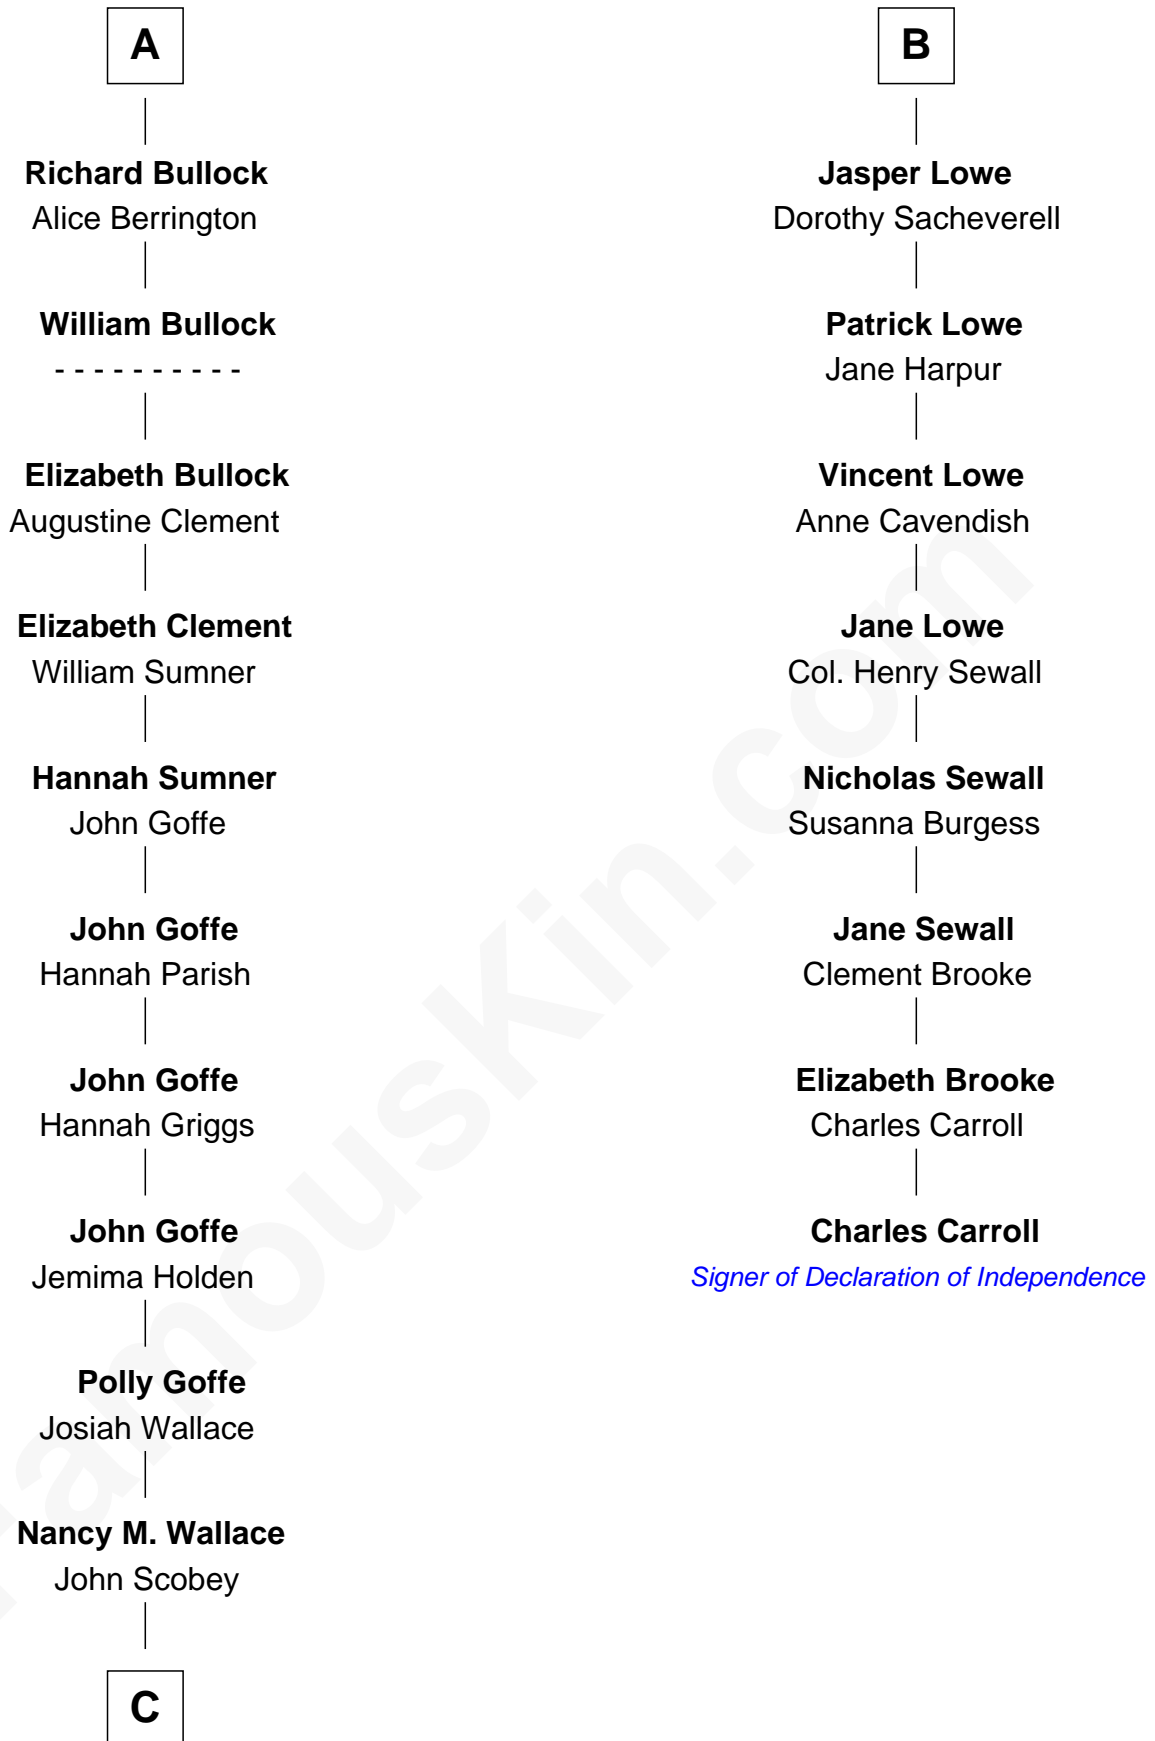 A
Richard Bullock
Alice Berrington
William Bullock
- - - - - - - - - -
Elizabeth Bullock
Augustine Clement
Elizabeth Clement
William Sumner
Hannah Sumner
John Goffe
John Goffe
Hannah Parish
John Goffe
Hannah Griggs
John Goffe
Jemima Holden
Polly Goffe
Josiah Wallace
Nancy M. Wallace
John Scobey
C
B
Jasper Lowe
Dorothy Sacheverell
Patrick Lowe
Jane Harpur
Vincent Lowe
Anne Cavendish
Jane Lowe
Col. Henry Sewall
Nicholas Sewall
Susanna Burgess
Jane Sewall
Clement Brooke
Elizabeth Brooke
Charles Carroll
Charles Carroll
Signer of Declaration of Independence
FamousKin.com